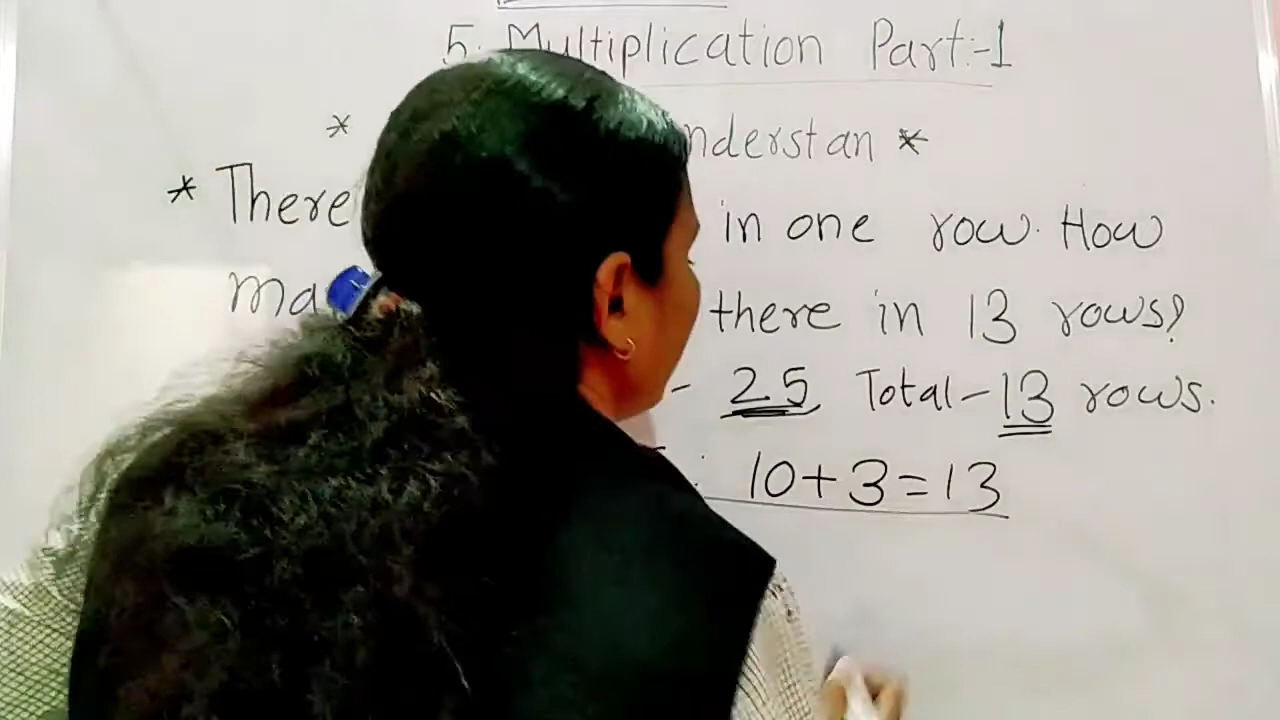 5. Multiplication Part:-1
* nderstan *
* There in one row. How
ma there in 13 rows?
- 25 Total-13 rows.
: 10+3=13